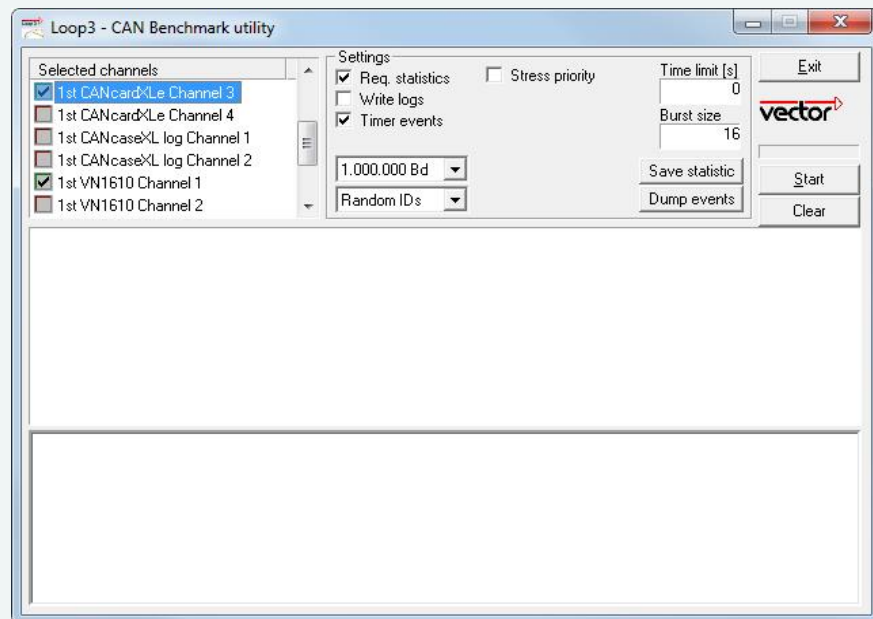 Loop3 - CAN Benchmark utility
Selected channels
1st CANcardXLe Channel 3
1st CANcardXLe Channel 4
1st CANcaseXL log Channel 1
1st CANcaseXL log Channel 2
1st VN1610 Channel 1
1st VN1610 Channel 2
Settings
Req. statistics
Write logs
Timer events
Stress priority
1.000.000 Bd
Random IDs
Time limit [s]
0
Burst size
16
Save statistic
Dump events
Exit
vector
Start
Clear